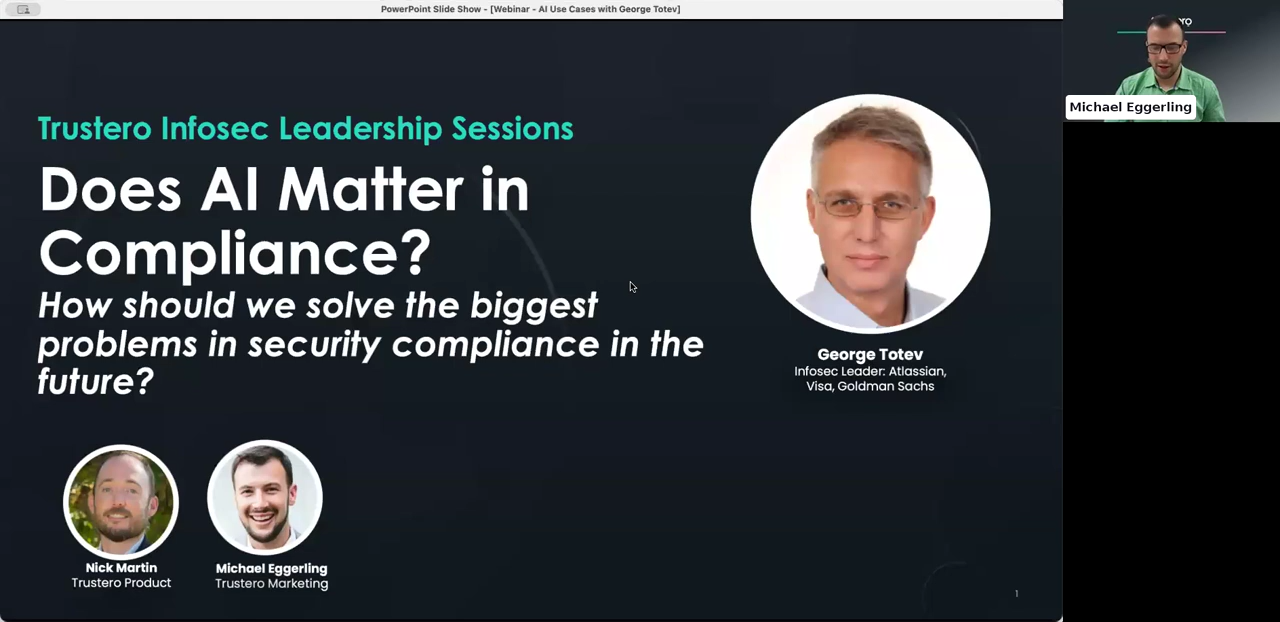 PowerPoint Slide Show - [Webinar - AI Use Cases with George Totev]
Trustero Infosec Leadership Sessions
Does AI Matter in
Compliance?
How should we solve the biggest
problems in security compliance in the
future?
George Totev
Infosec Leader: Atlassian,
Visa, Goldman Sachs
Nick Martin
Trustero Product
Michael Eggerling
Trustero Marketing
1
Michael Eggerling